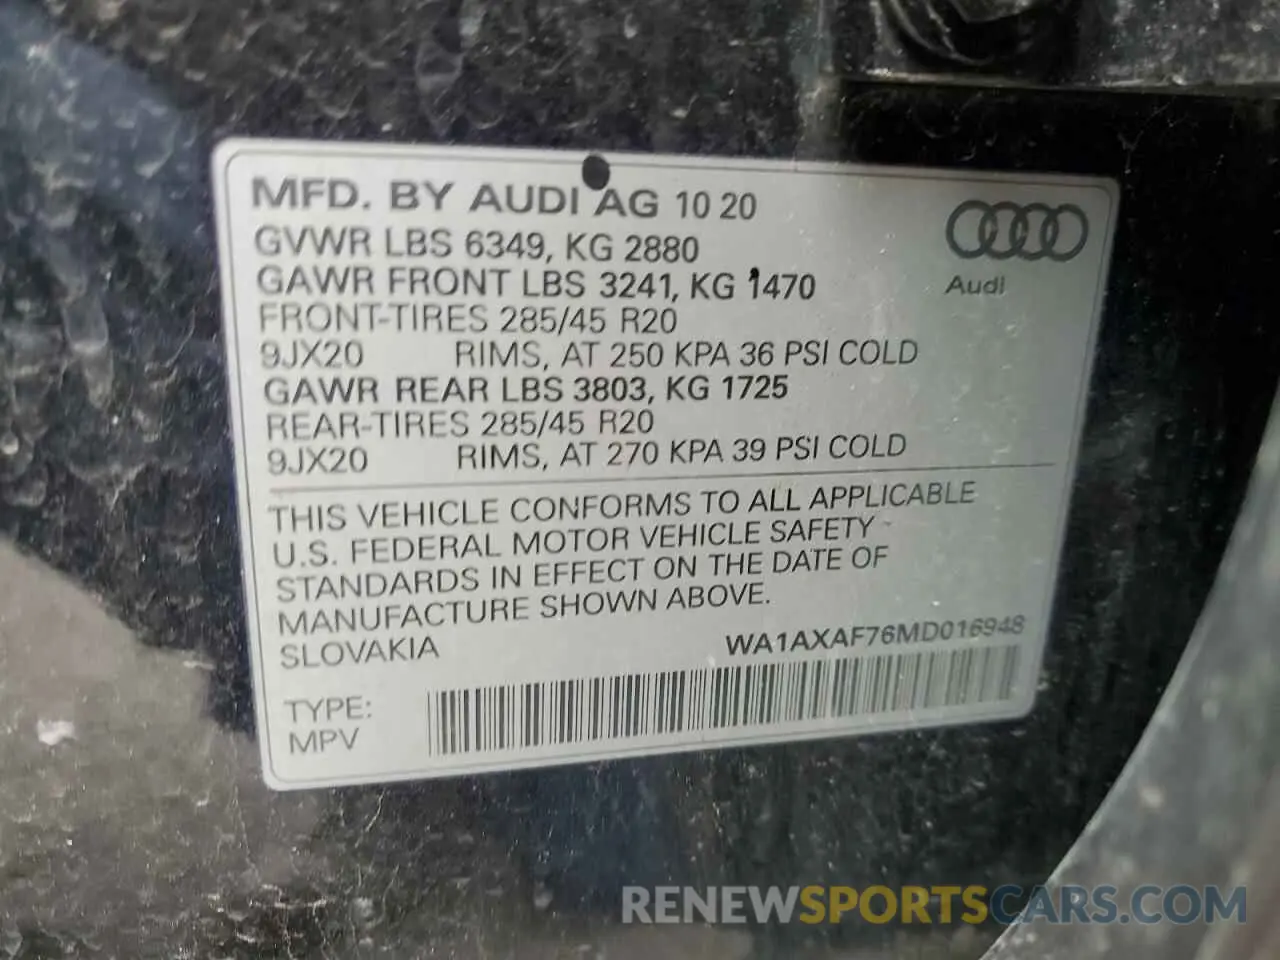 MFD. BY AUDI AG 10 20
GVWR LBS 6349, KG 2880
GAWR FRONT LBS 3241, KG 1470
FRONT-TIRES 285/45 R20
9JX20 RIMS, AT 250 KPA 36 PSI COLD
GAWR REAR LBS 3803, KG 1725
REAR-TIRES 285/45 R20
9JX20 RIMS, AT 270 KPA 39 PSI COLD
Audi
THIS VEHICLE CONFORMS TO ALL APPLICABLE
U.S. FEDERAL MOTOR VEHICLE SAFETY
STANDARDS IN EFFECT ON THE DATE OF
MANUFACTURE SHOWN ABOVE.
SLOVAKIA WA1AXAF76MD016948
TYPE:
MPV
RENEWSPORTSCARS.COM